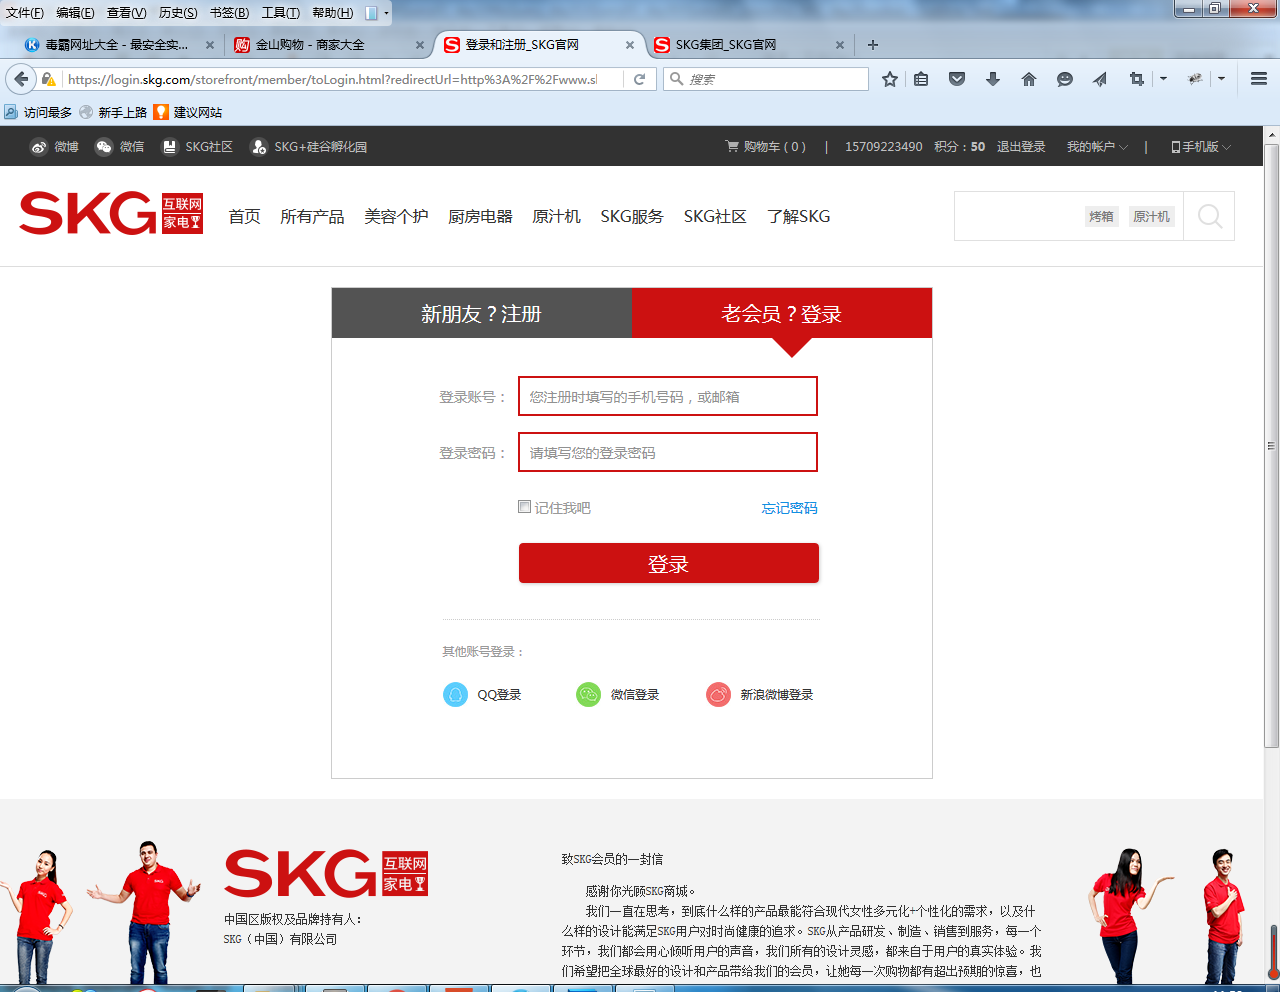 文件(F) 编辑(E) 查看(V) 历史(S) 书签(B) 工具(T) 帮助(H)
毒霸网址大全 - 最安全实... 金山购物 - 商家大全 登录和注册_SKG官网 SKG集团_SKG官网
https://login.skg.com/storefront/member/toLogin.html?redirectUrl=http%3A%2F%2Fwww.sl 搜索
访问最多 新手上路 建议网站
微博 微信 SKG社区 SKG+硅谷孵化园 购物车 ( 0 ) | 15709223490 积分：50 退出登录 我的帐户 | 手机版
SKG 互联网家电 首页 所有产品 美容个护 厨房电器 原汁机 SKG服务 SKG社区 了解SKG 烤箱 原汁机
新朋友？注册 老会员？登录
登录账号： 您注册时填写的手机号码，或邮箱
登录密码： 请填写您的登录密码
记住我吧 忘记密码
登录
其他账号登录：
QQ登录 微信登录 新浪微博登录
SKG 互联网家电
中国区版权及品牌持有人:
SKG（中国）有限公司
致SKG会员的一封信
感谢你光顾SKG商城。
我们一直在思考，到底什么样的产品最能符合现代女性多元化+个性化的需求，以及什
么样的设计能满足SKG用户对时尚健康的追求。SKG从产品研发、制造、销售到服务，每一个
环节，我们都会用心倾听用户的声音，我们所有的设计灵感，都来自于用户的真实体验。我
们希望把全球最好的设计和产品带给我们的会员，让她每一次购物都有超出预期的惊喜，也